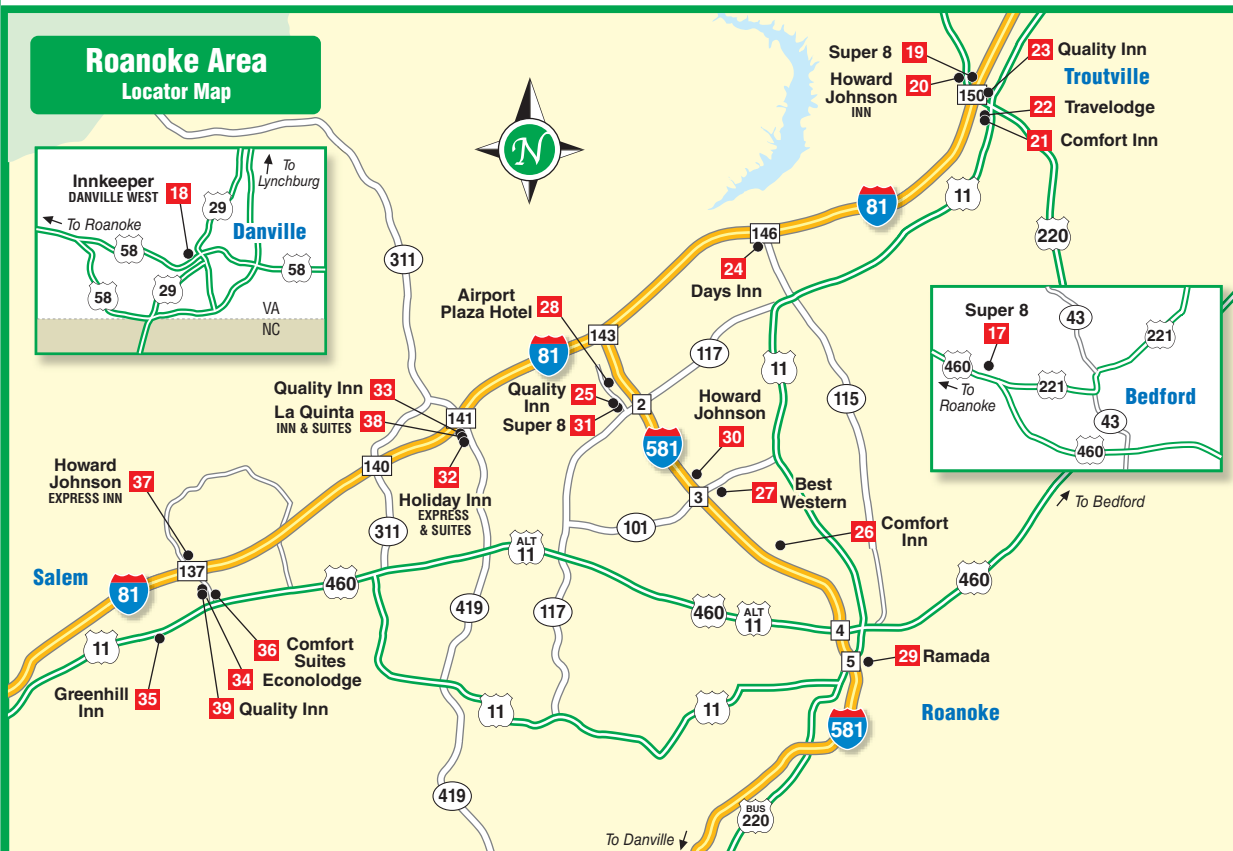 Roanoke Area
Locator Map
N
Super 8 19
Howard
Johnson
INN
20
23 Quality Inn
Troutville
150
22 Travelodge
21 Comfort Inn
11
81
220
146
24
Days Inn
Innkeeper
DANVILLE WEST
18
To
Lynchburg
29
To Roanoke
58
Danville
58
58
29
VA
NC
311
Airport
Plaza Hotel
28
143
81
117
11
115
Super 8
17
43
221
460
To
Roanoke
221
Bedford
43
460
To Bedford
Quality Inn 33
La Quinta
INN & SUITES
38
141
32
Holiday Inn
EXPRESS
& SUITES
140
311
Quality
Inn
25
Super 8 31
2
581
Howard
Johnson
30
3
27
Best
Western
101
26
Comfort
Inn
Howard
Johnson
EXPRESS INN
37
137
Salem
81
460
ALT
11
419
117
460
ALT
11
460
4
5
29 Ramada
11
36
Comfort
Suites
34 Econolodge
39 Quality Inn
Greenhill
Inn
35
11
11
Roanoke
581
419
BUS
220
To Danville